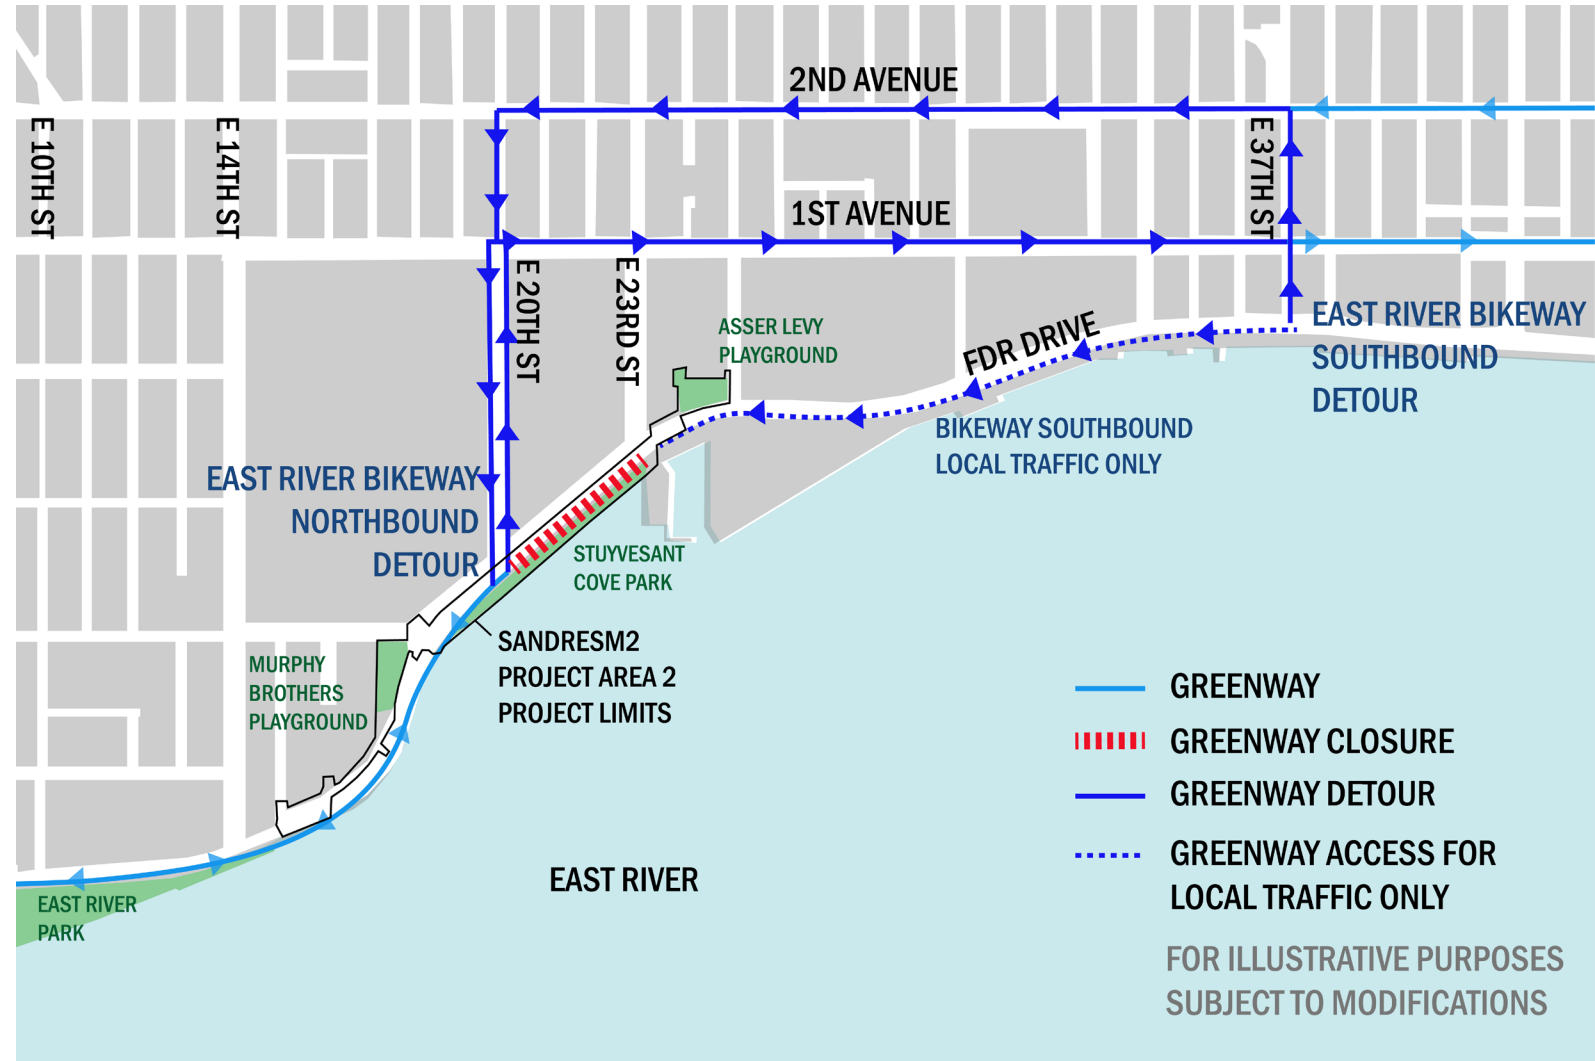 2ND AVENUE
E 10TH ST
E 14TH ST
E 37TH ST
1ST AVENUE
E 20TH ST
E 23RD ST
ASSER LEVY
PLAYGROUND
FDR DRIVE
EAST RIVER BIKEWAY
SOUTHBOUND
DETOUR
BIKEWAY SOUTHBOUND
LOCAL TRAFFIC ONLY
EAST RIVER BIKEWAY
NORTHBOUND
DETOUR
STUYVESANT
COVE PARK
SANDRESM2
PROJECT AREA 2
PROJECT LIMITS
MURPHY
BROTHERS
PLAYGROUND
EAST RIVER
EAST RIVER
PARK
GREENWAY
GREENWAY CLOSURE
GREENWAY DETOUR
GREENWAY ACCESS FOR
LOCAL TRAFFIC ONLY
FOR ILLUSTRATIVE PURPOSES
SUBJECT TO MODIFICATIONS